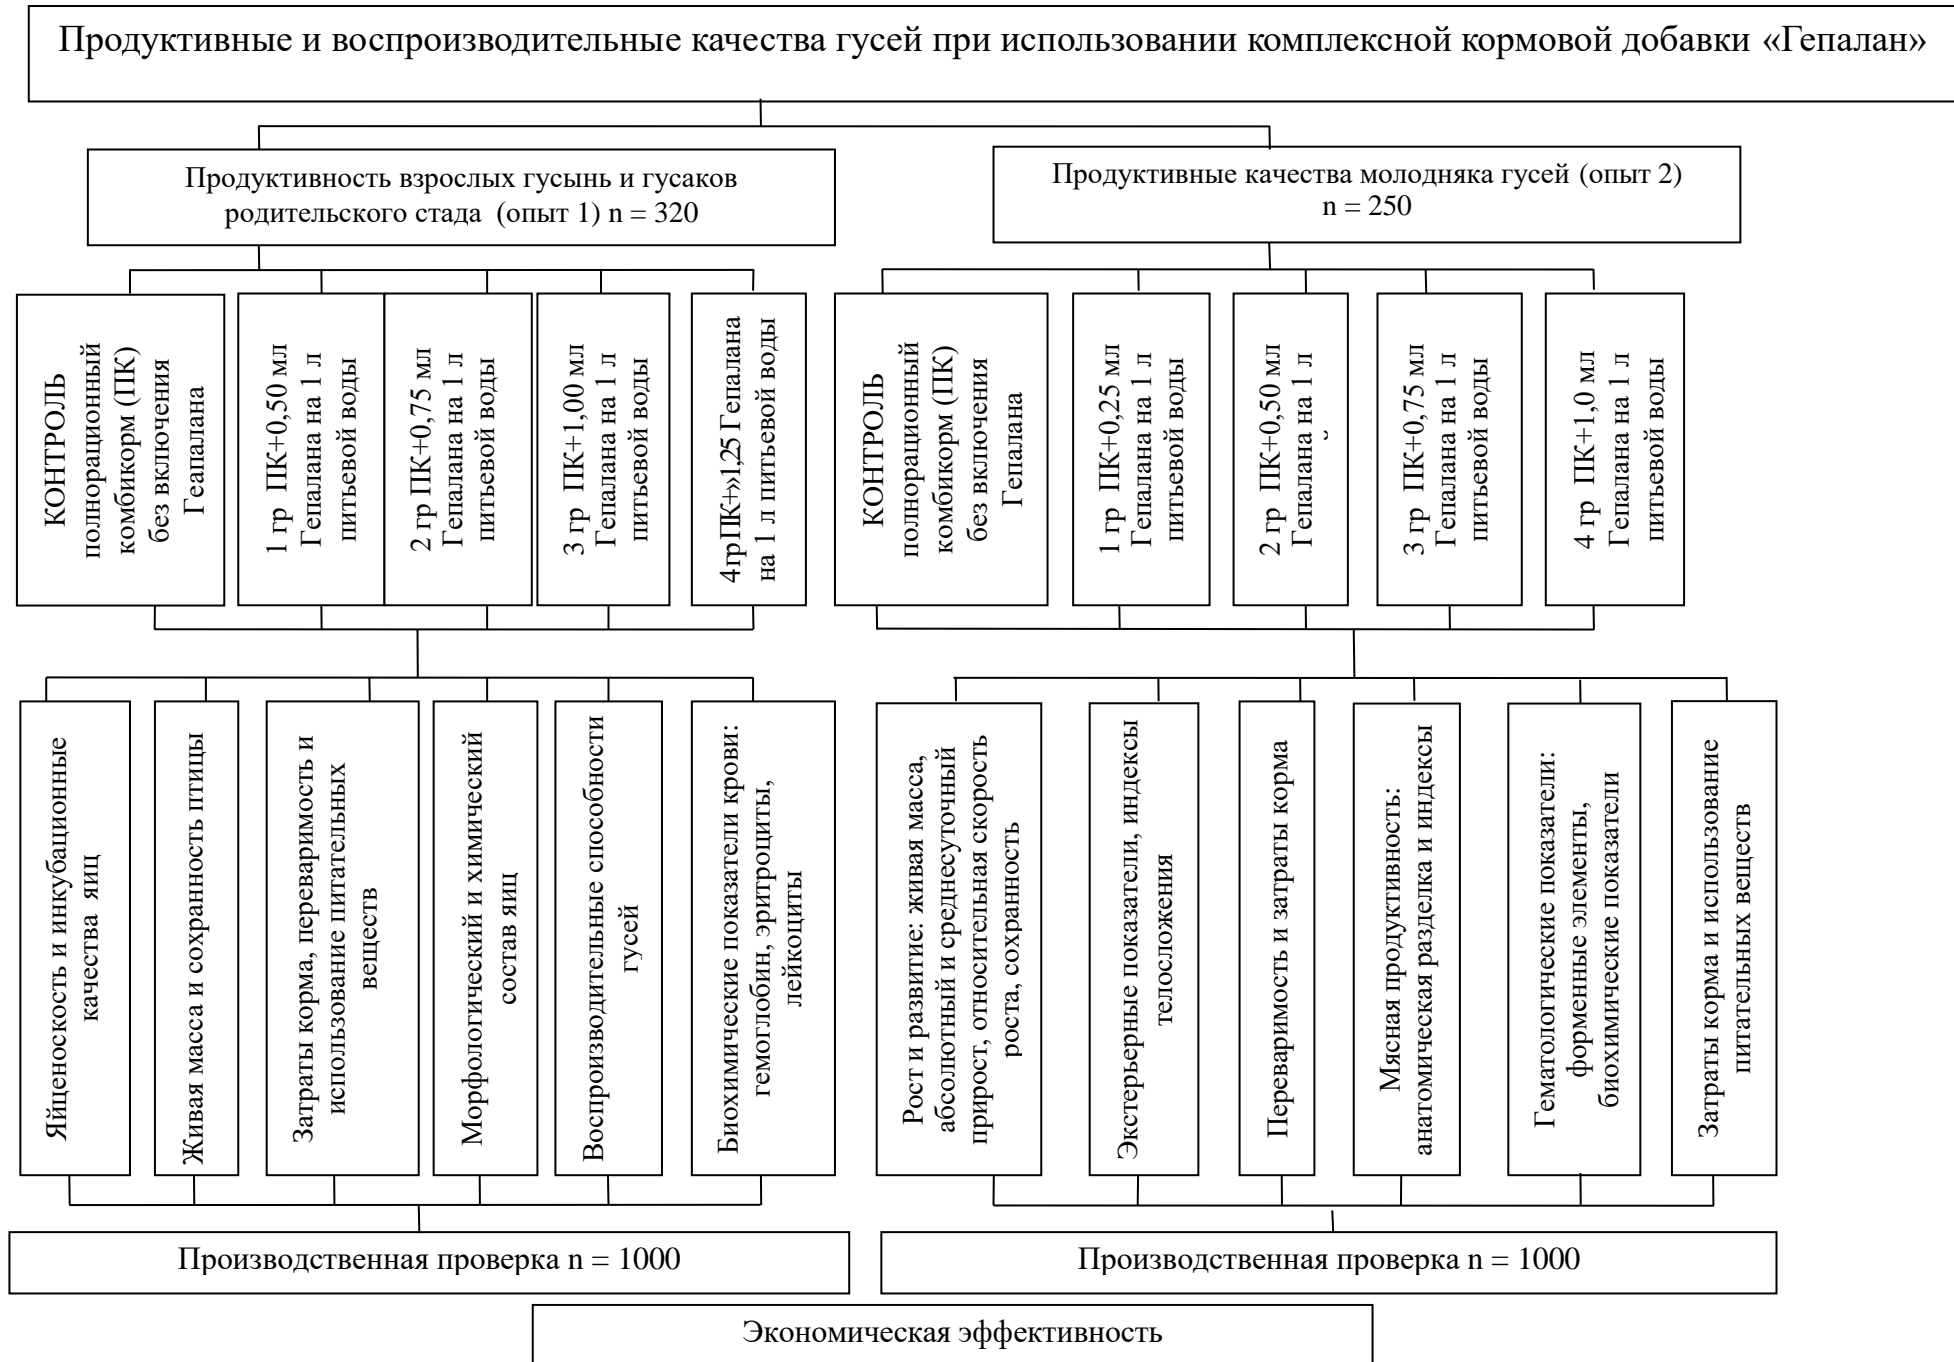 Продуктивные и воспроизводительные качества гусей при использовании комплексной кормовой добавки «Гепалан»
Продуктивность взрослых гусынь и гусаков
родительского стада (опыт 1) n = 320
Продуктивные качества молодняка гусей (опыт 2)
n = 250
КОНТРОЛЬ
полнорационный
комбикорм (ПК)
без включения
Геапалана
1 гр ПК+0,50 мл
Гепалана на 1 л
питьевой воды
2 гр ПК+0,75 мл
Гепалана на 1 л
питьевой воды
3 гр ПК+1,00 мл
Гепалана на 1 л
питьевой воды
4грПК+»1,25 Гепалана
на 1 л питьевой воды
КОНТРОЛЬ
полнорационный
комбикорм (ПК)
без включения
Гепалана
1 гр ПК+0,25 мл
Гепалана на 1 л
питьевой воды
2 гр ПК+0,50 мл
Гепалана на 1 л
3 гр ПК+0,75 мл
Гепалана на 1 л
питьевой воды
4 гр ПК+1,0 мл
Гепалана на 1 л
питьевой воды
Яйценоскость и инкубационные
качества яиц
Живая масса и сохранность птицы
Затраты корма, переваримость и
использование питательных
веществ
Морфологический и химический
состав яиц
Воспроизводительные способности
гусей
Биохимические показатели крови:
гемоглобин, эритроциты,
лейкоциты
Рост и развитие: живая масса,
абсолютный и среднесуточный
прирост, относительная скорость
роста, сохранность
Экстерьерные показатели, индексы
телосложения
Переваримость и затраты корма
Мясная продуктивность:
анатомическая разделка и индексы
Гематологические показатели:
форменные элементы,
биохимические показатели
Затраты корма и использование
питательных веществ
Производственная проверка n = 1000
Производственная проверка n = 1000
Экономическая эффективность